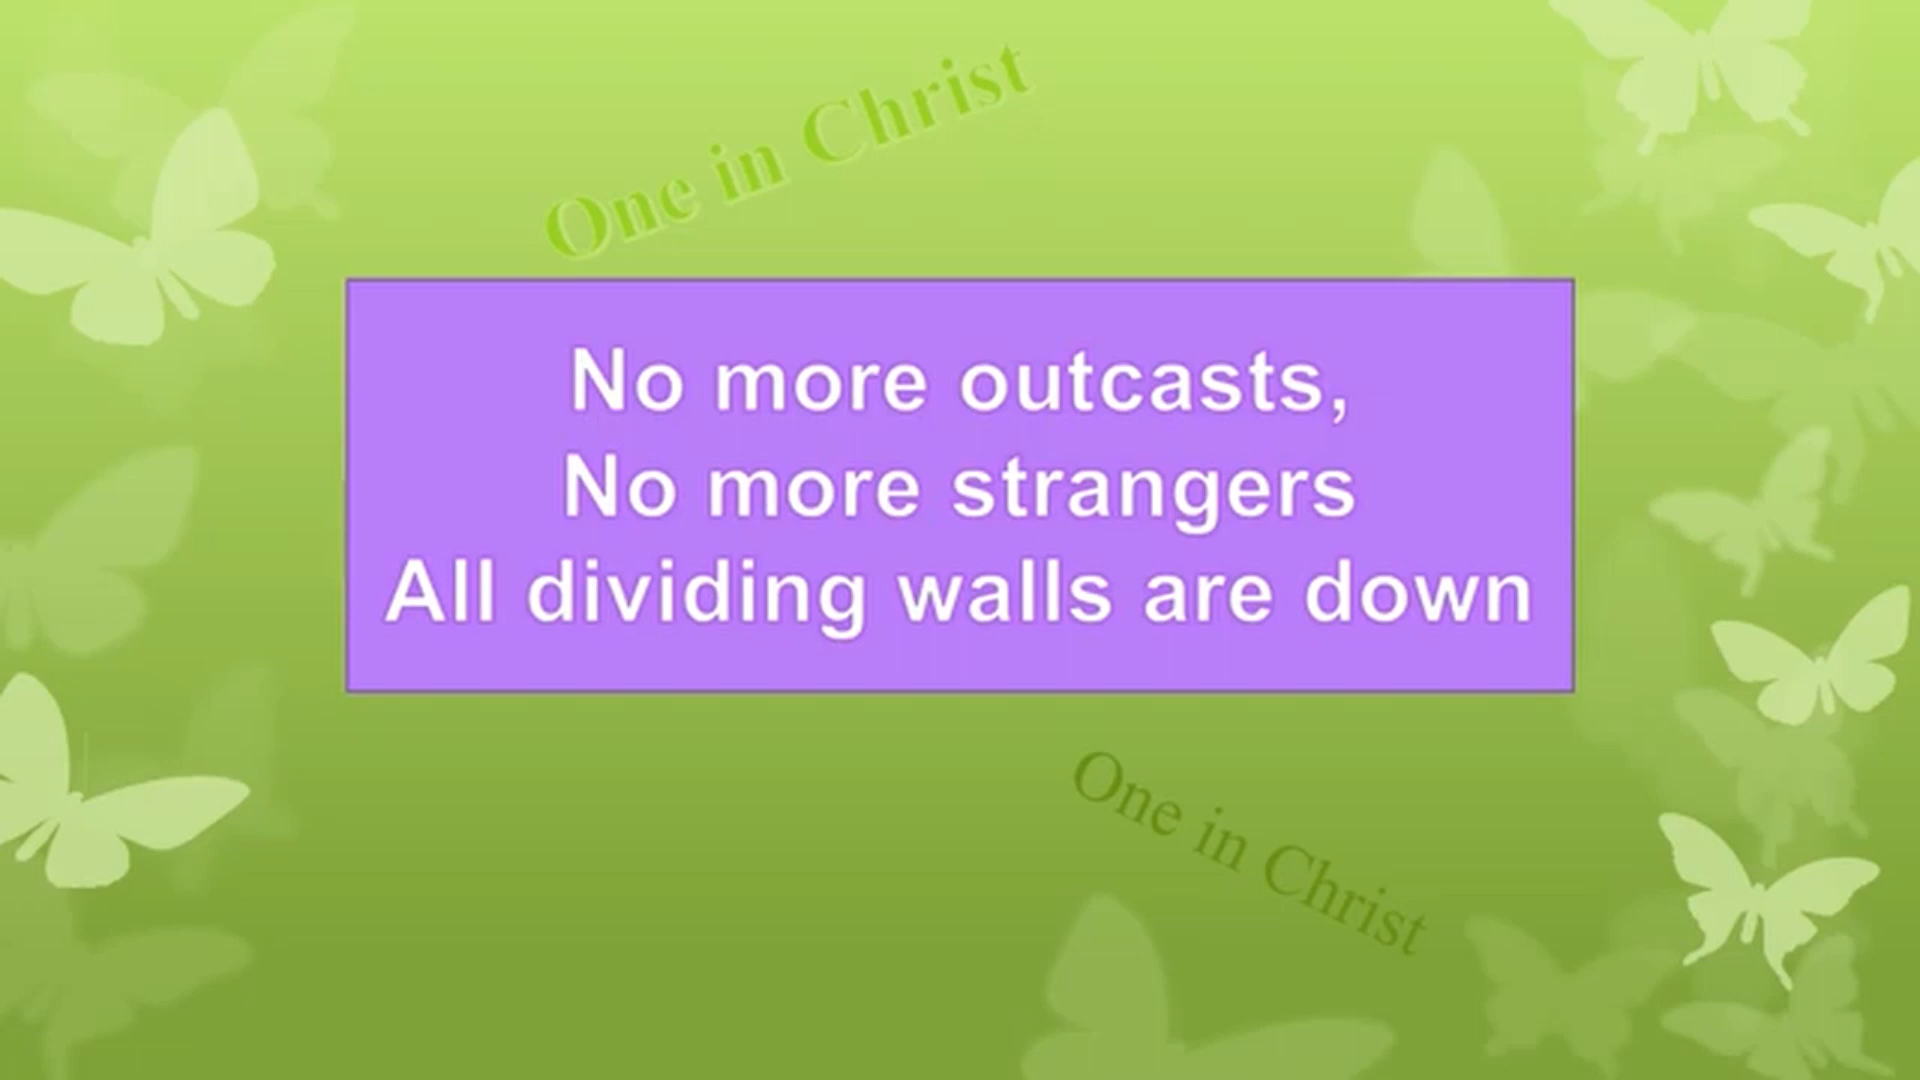 One in Christ
No more outcasts,
No more strangers
All dividing walls are down
One in Christ